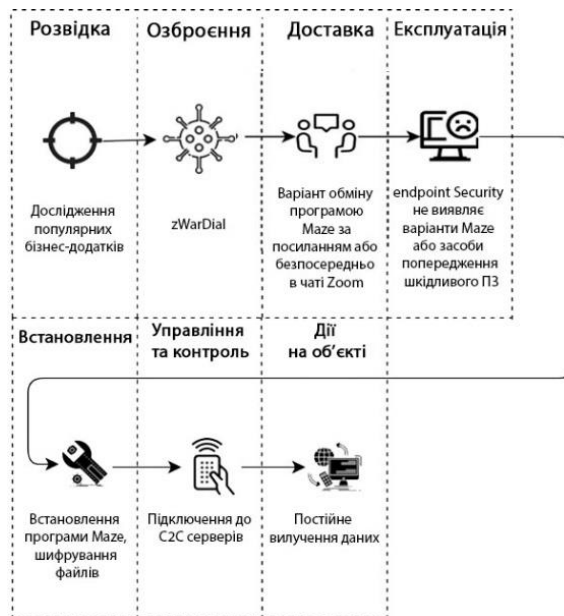 Розвідка
Озброєння
Доставка
Експлуатація
Дослідження
популярних
бізнес-додатків
zWarDial
Варіант обміну
програмою
Maze за
посиланням або
безпосередньо
в чаті Zoom
endpoint Security
не виявляє
варіанти Maze
або засоби
попередження
шкідливого ПЗ
Встановлення
Управління
та контроль
Дії
на об’єкті
Встановлення
програми Maze,
шифрування
файлів
Підключення до
C2C серверів
Постійне
вилучення даних